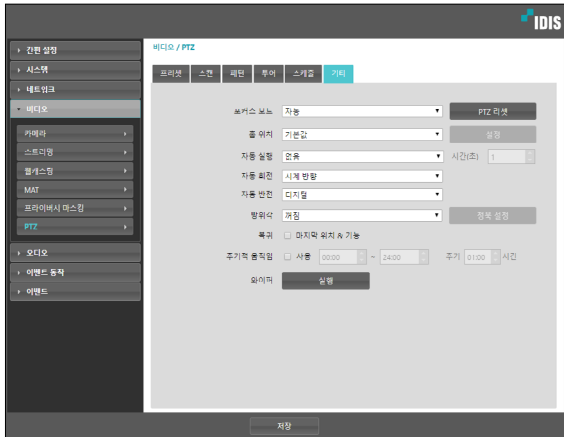 IDIS
간편 설정
시스템
네트워크
비디오
카메라
스트리밍
웹캐스팅
MAT
프라이버시 마스킹
PTZ
오디오
이벤트 동작
이벤트
비디오 / PTZ
프리셋 스캔 패턴 투어 스케줄 기타
포커스 모드 자동 PTZ 리셋
홈 위치 기본값 설정
자동 실행 없음 시간(초) 1
자동 회전 시계 방향
자동 반전 디지털
방위각 꺼짐 정북 설정
복귀 마지막 위치 & 기능
주기적 움직임 사용 00:00 ~ 24:00 주기 01:00 시간
와이퍼 실행
저장